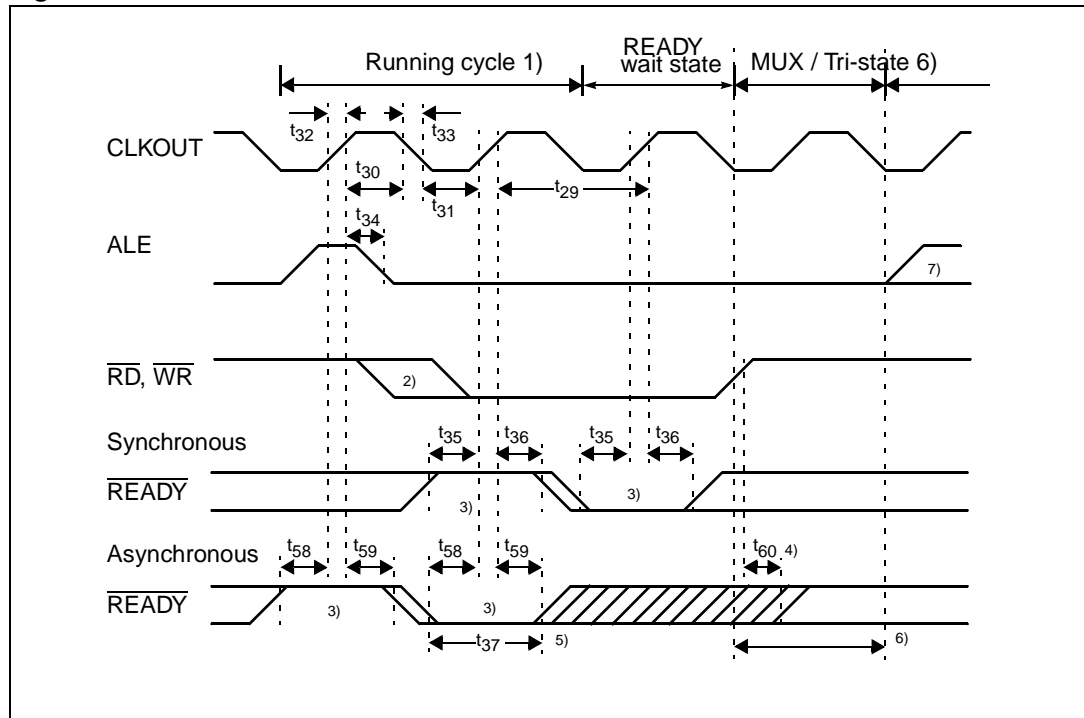 READY
Running cycle 1)
wait state
MUX / Tri-state 6)
t32
t33
CLKOUT
t30
t31
t29
t34
ALE
7)
RD, WR
2)
t35
t36
t35
t36
Synchronous
READY
3)
3)
Asynchronous
t58
t59
t58
t59
t60 4)
READY
3)
3)
t37
5)
6)